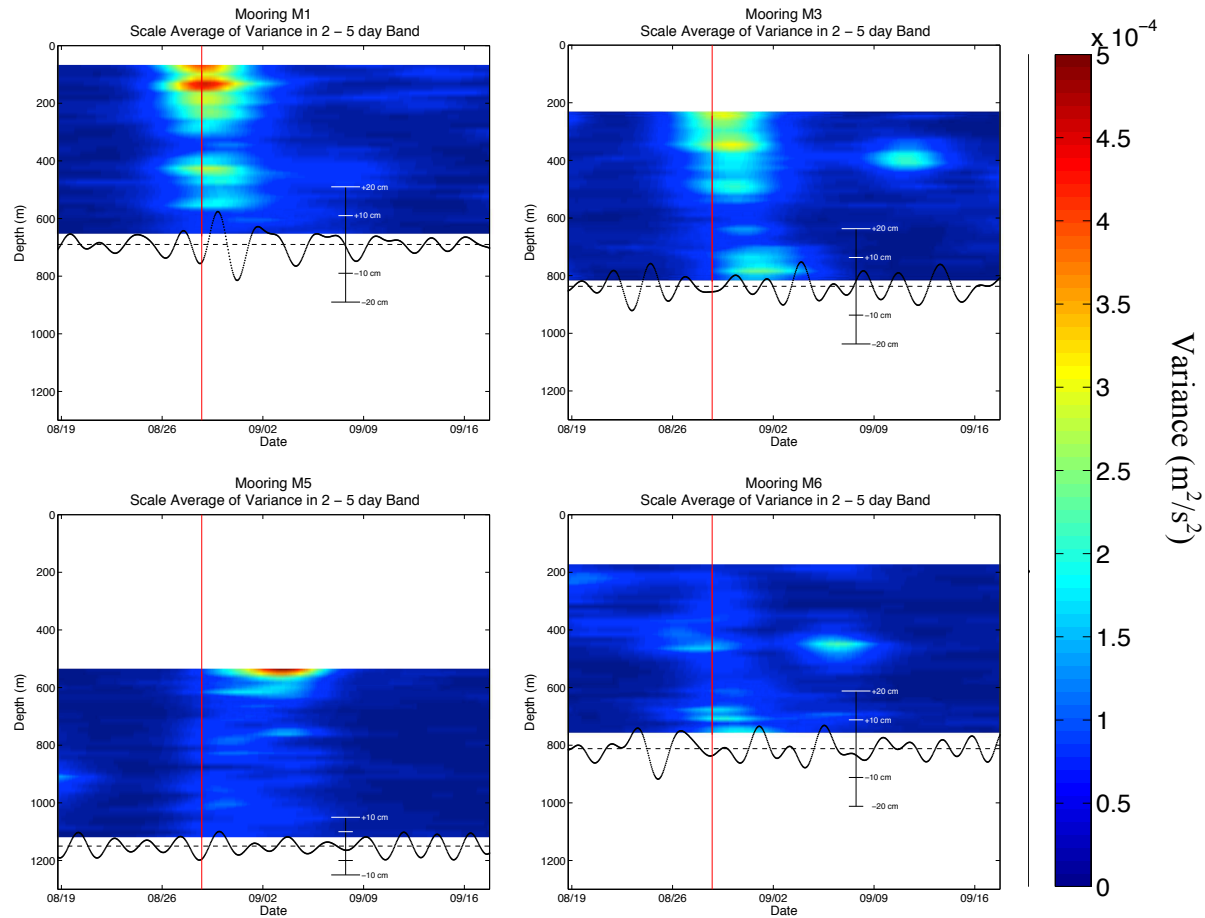 Mooring M1
Scale Average of Variance in 2 – 5 day Band
0
200
400
600
800
1000
1200
Depth (m)
+20 cm
+10 cm
−10 cm
−20 cm
08/19 08/26 09/02 09/09 09/16
Date
Mooring M3
Scale Average of Variance in 2 – 5 day Band
0
200
400
600
800
1000
1200
Depth (m)
+20 cm
+10 cm
−10 cm
−20 cm
08/19 08/26 09/02 09/09 09/16
Date
Mooring M5
Scale Average of Variance in 2 – 5 day Band
0
200
400
600
800
1000
1200
Depth (m)
+10 cm
−10 cm
08/19 08/26 09/02 09/09 09/16
Date
Mooring M6
Scale Average of Variance in 2 – 5 day Band
0
200
400
600
800
1000
1200
Depth (m)
+20 cm
+10 cm
−10 cm
−20 cm
08/19 08/26 09/02 09/09 09/16
Date
x 10⁻⁴
5
4.5
4
3.5
3
2.5
2
1.5
1
0.5
0
Variance (m²/s²)